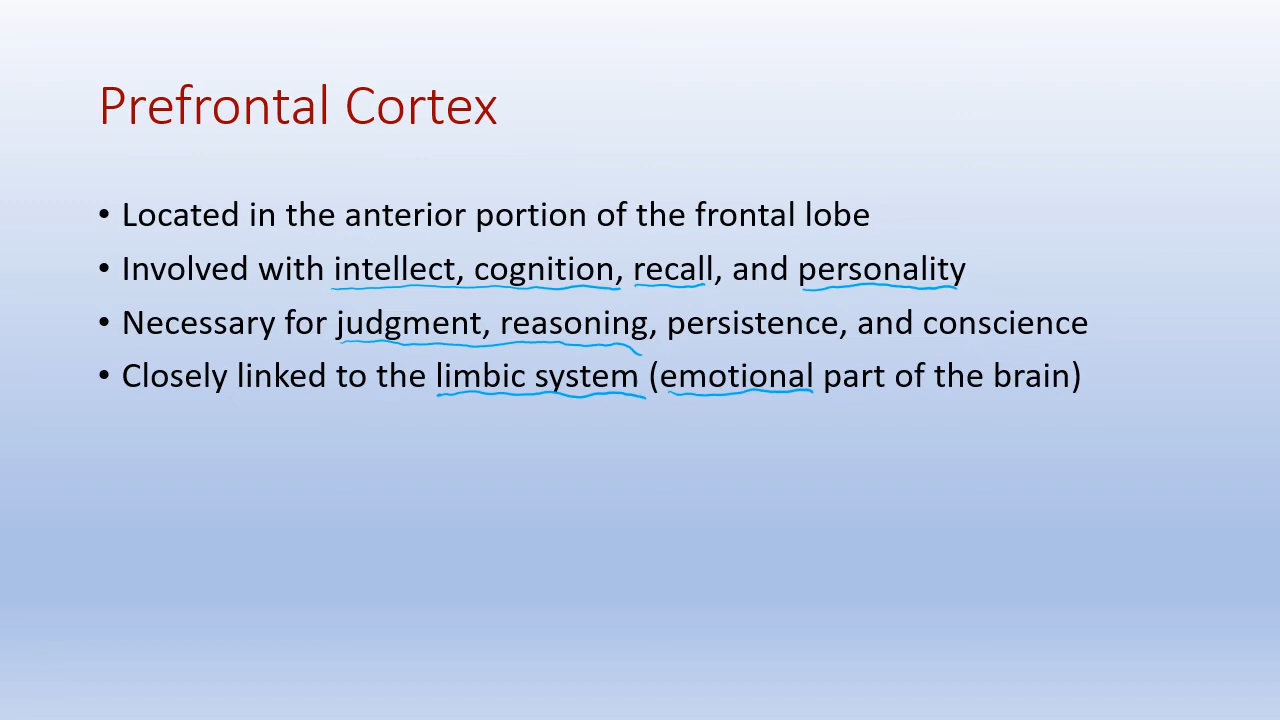 Prefrontal Cortex
• Located in the anterior portion of the frontal lobe
• Involved with intellect, cognition, recall, and personality
• Necessary for judgment, reasoning, persistence, and conscience
• Closely linked to the limbic system (emotional part of the brain)